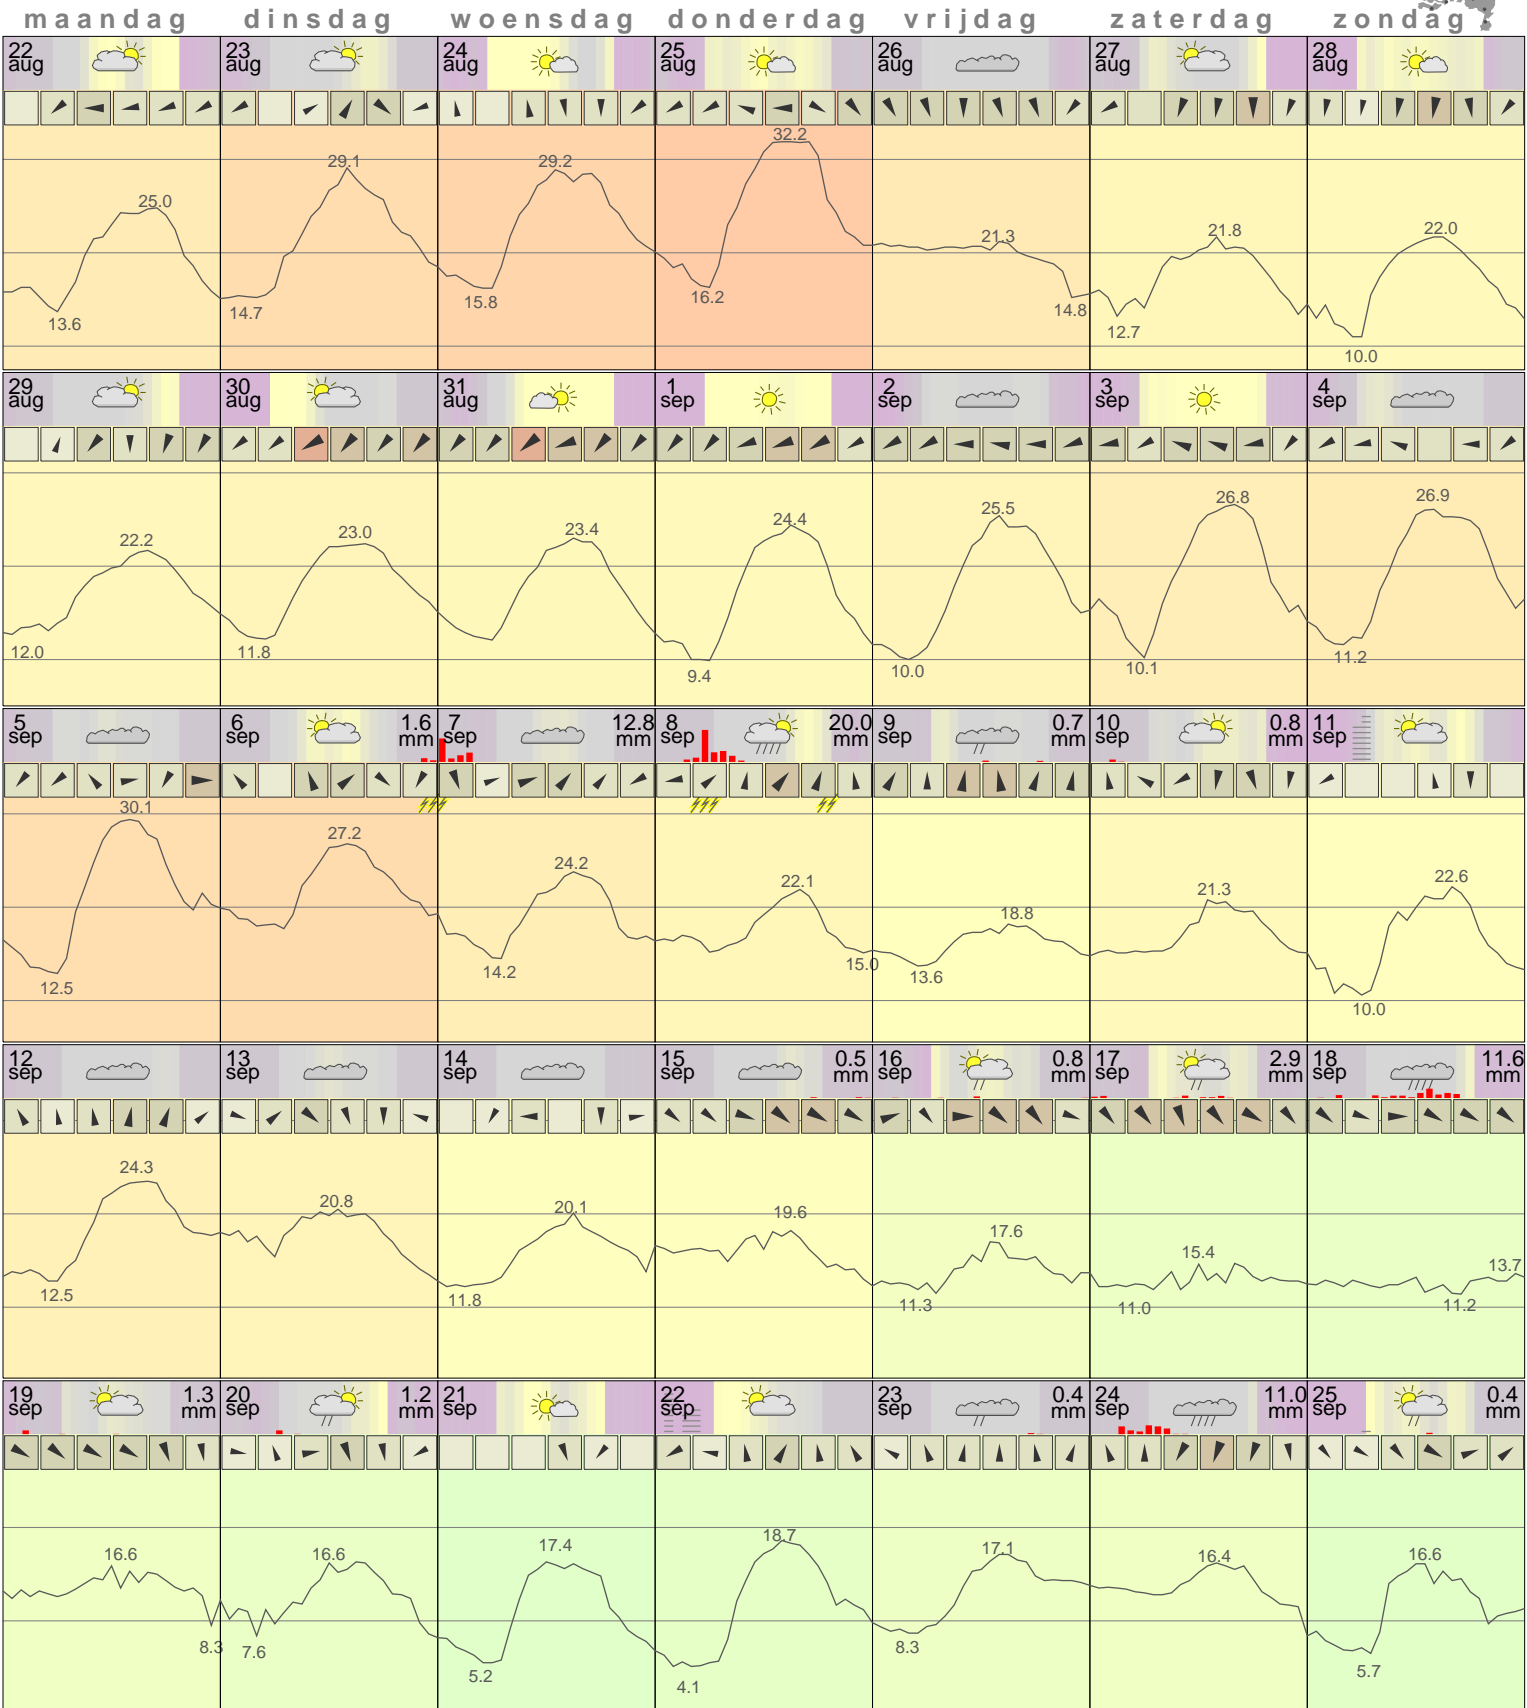 maandag dinsdag woensdag donderdag vrijdag zaterdag zondag
22 aug 23 aug 24 aug 25 aug 26 aug 27 aug 28 aug
25.0 29.1 29.2 32.2 21.3 21.8 22.0
13.6 14.7 15.8 16.2 14.8 12.7 10.0
29 aug 30 aug 31 aug 1 sep 2 sep 3 sep 4 sep
22.2 23.0 23.4 24.4 25.5 26.8 26.9
12.0 11.8 9.4 10.0 10.1 11.2
5 sep 6 sep 1.6 mm 7 sep 12.8 mm 8 sep 20.0 mm 9 sep 0.7 mm 10 sep 0.8 mm 11 sep
30.1 27.2 24.2 22.1 18.8 21.3 22.6
12.5 14.2 15.0 13.6 10.0
12 sep 13 sep 14 sep 15 sep 0.5 mm 16 sep 0.8 mm 17 sep 2.9 mm 18 sep 11.6 mm
24.3 20.8 20.1 19.6 17.6 15.4 13.7
12.5 11.8 11.3 11.0 11.2
19 sep 1.3 mm 20 sep 1.2 mm 21 sep 22 sep 23 sep 0.4 mm 24 sep 11.0 mm 25 sep 0.4 mm
16.6 16.6 17.4 18.7 17.1 16.4 16.6
8.3 7.6 5.2 4.1 8.3 5.7